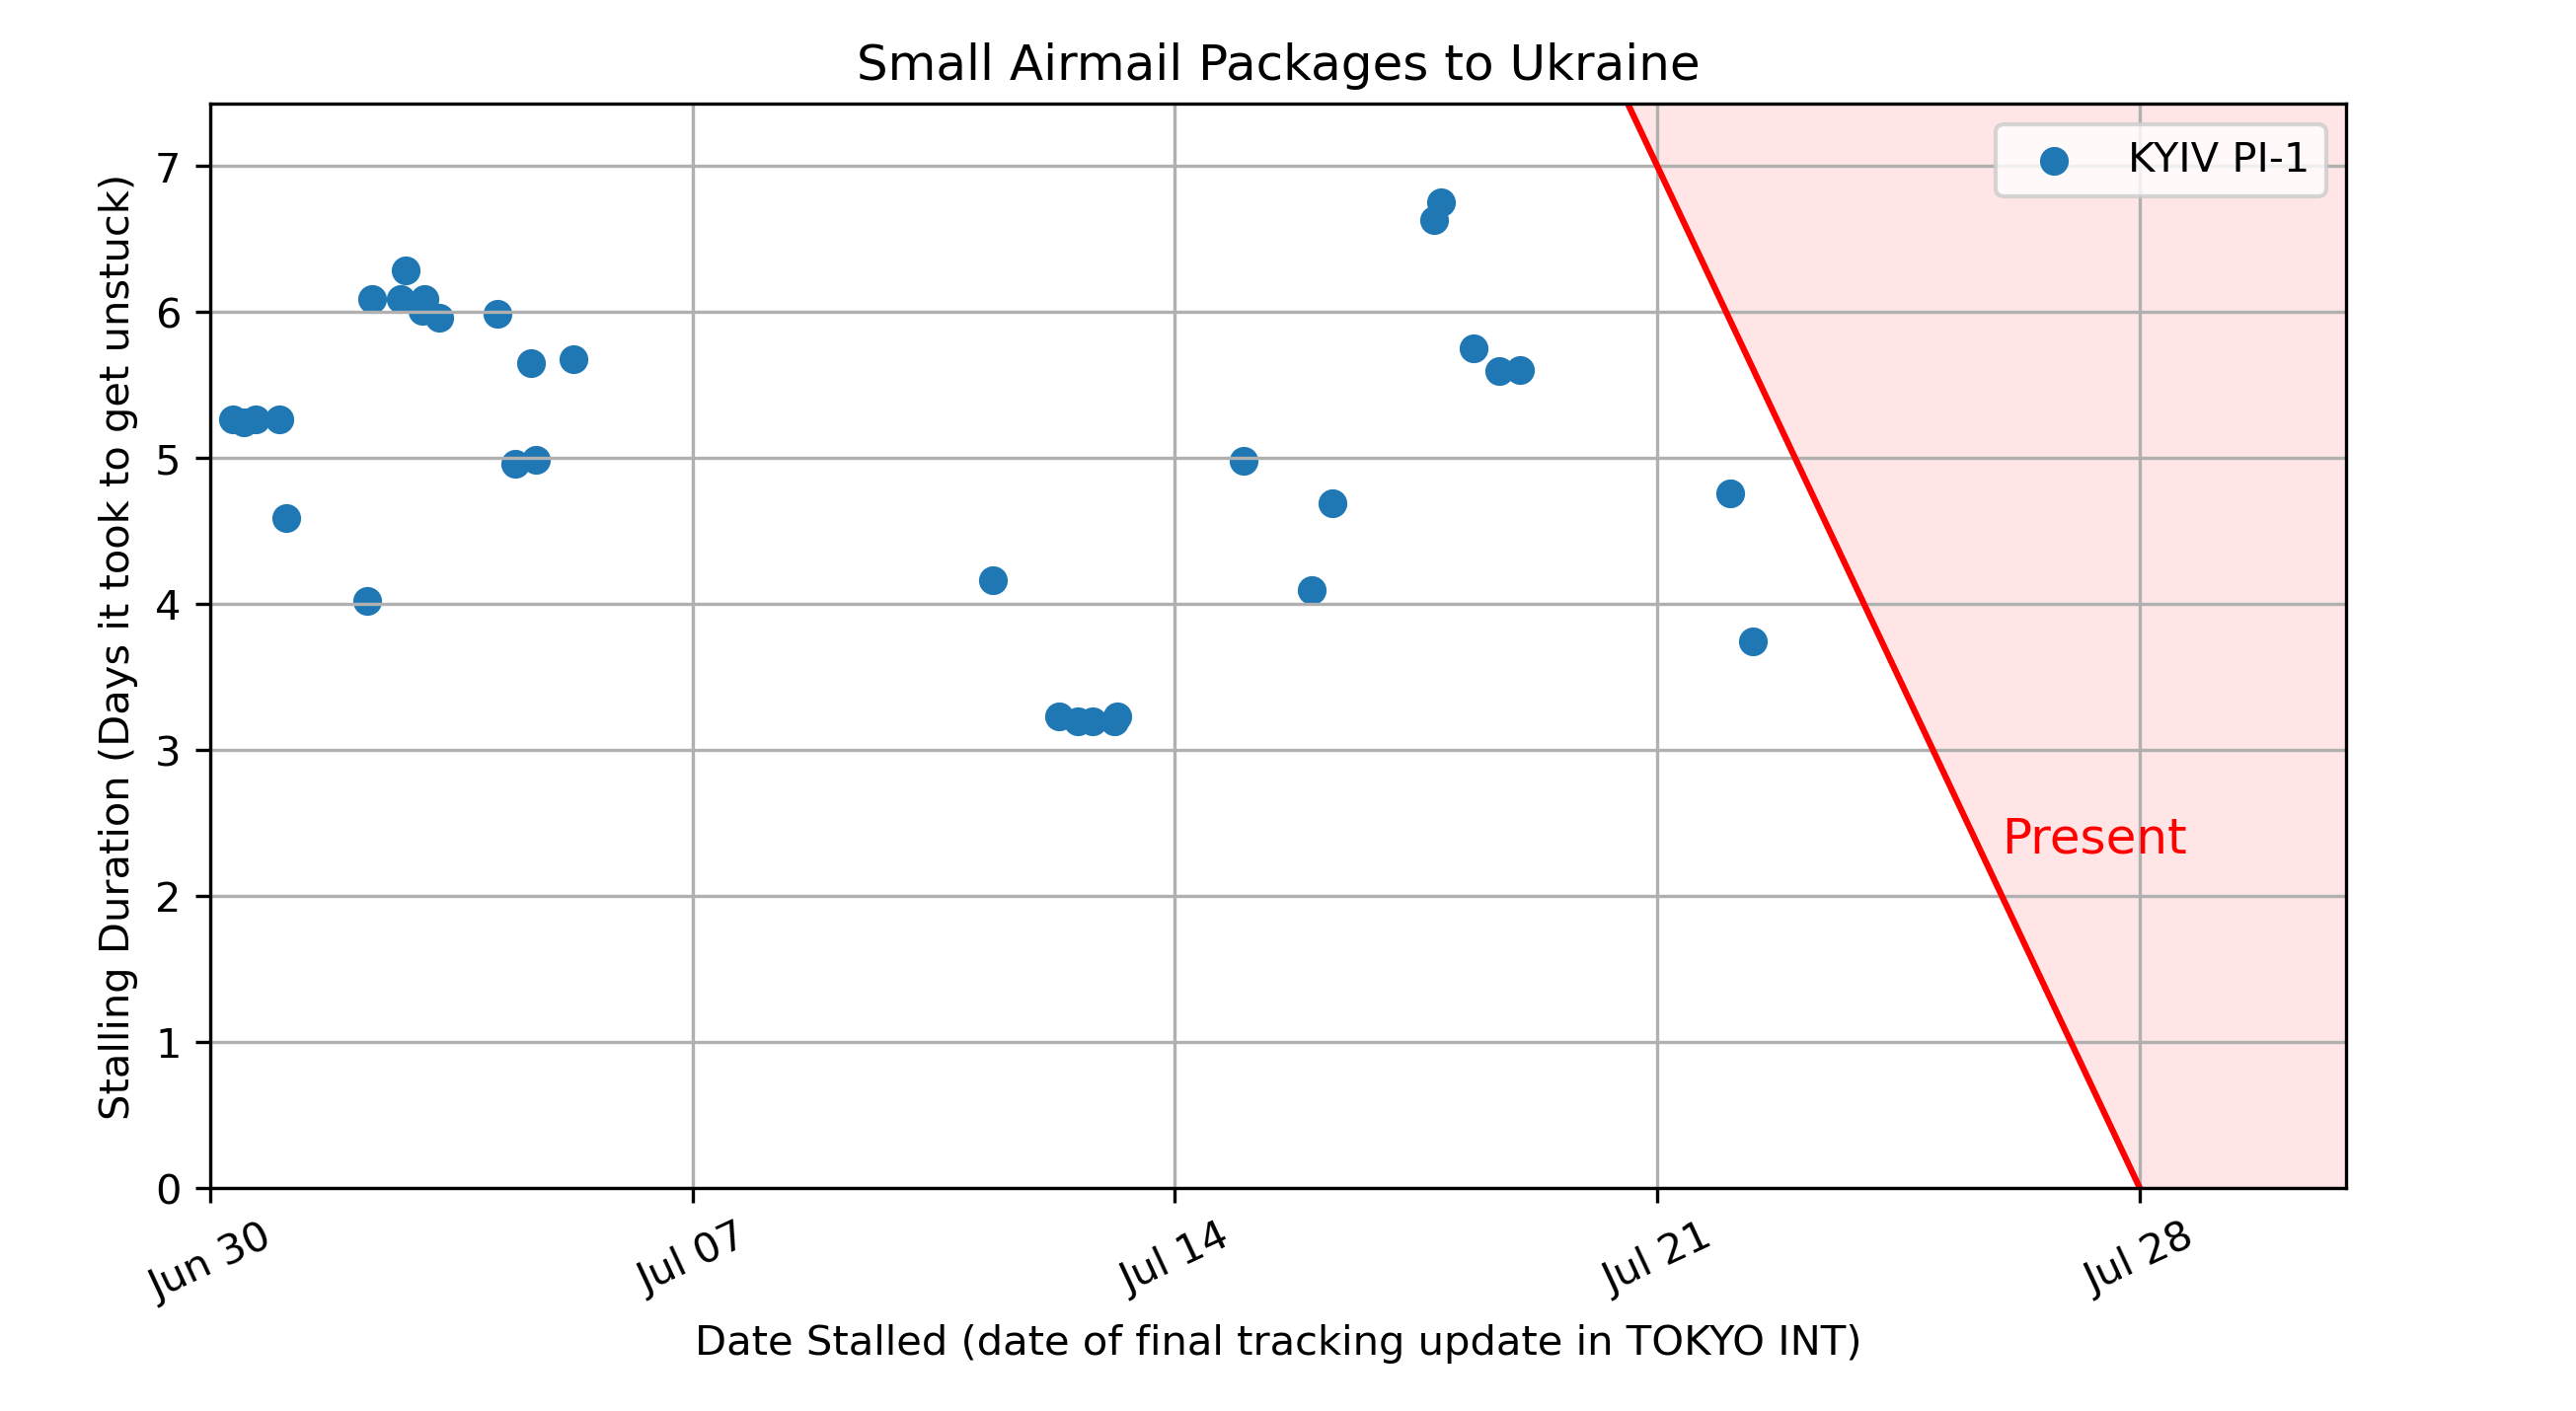 Small Airmail Packages to Ukraine
KYIV PI-1
Stalling Duration (Days it took to get unstuck)
7
6
5
4
3
2
1
0
Present
Jun 30
Jul 07
Jul 14
Jul 21
Jul 28
Date Stalled (date of final tracking update in TOKYO INT)